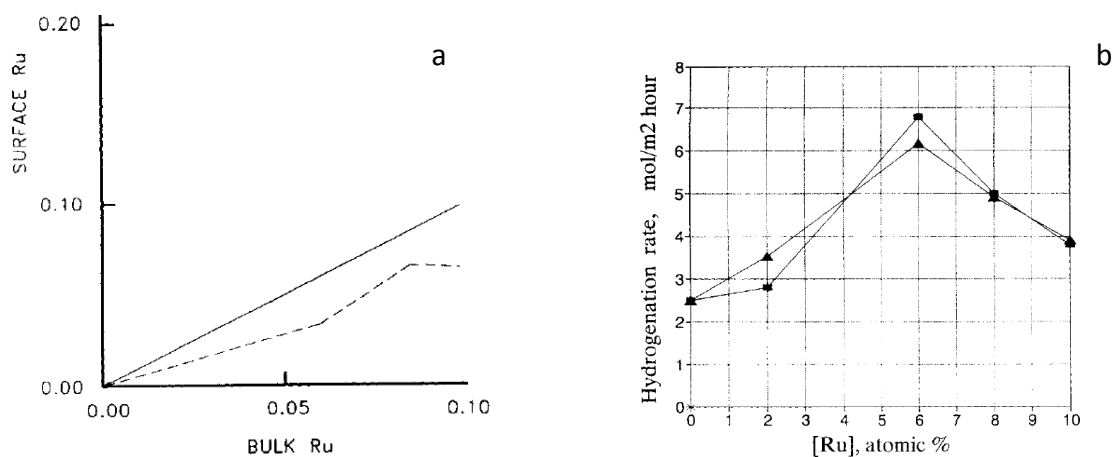 a
0.20
0.10
0.00
SURFACE Ru
0.00 0.05 0.10
BULK Ru
b
8
7
6
5
4
3
2
1
0
Hydrogenation rate, mol/m2 hour
0 1 2 3 4 5 6 7 8 9 10
[Ru], atomic %